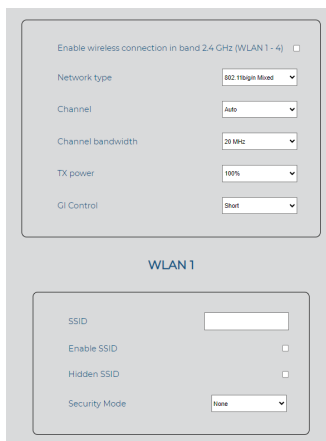 Enable wireless connection in band 2.4 GHz (WLAN 1 - 4)
Network type 802.11b/g/n Mixed
Channel Auto
Channel bandwidth 20 MHz
TX power 100%
GI Control Short
WLAN 1
SSID
Enable SSID
Hidden SSID
Security Mode None